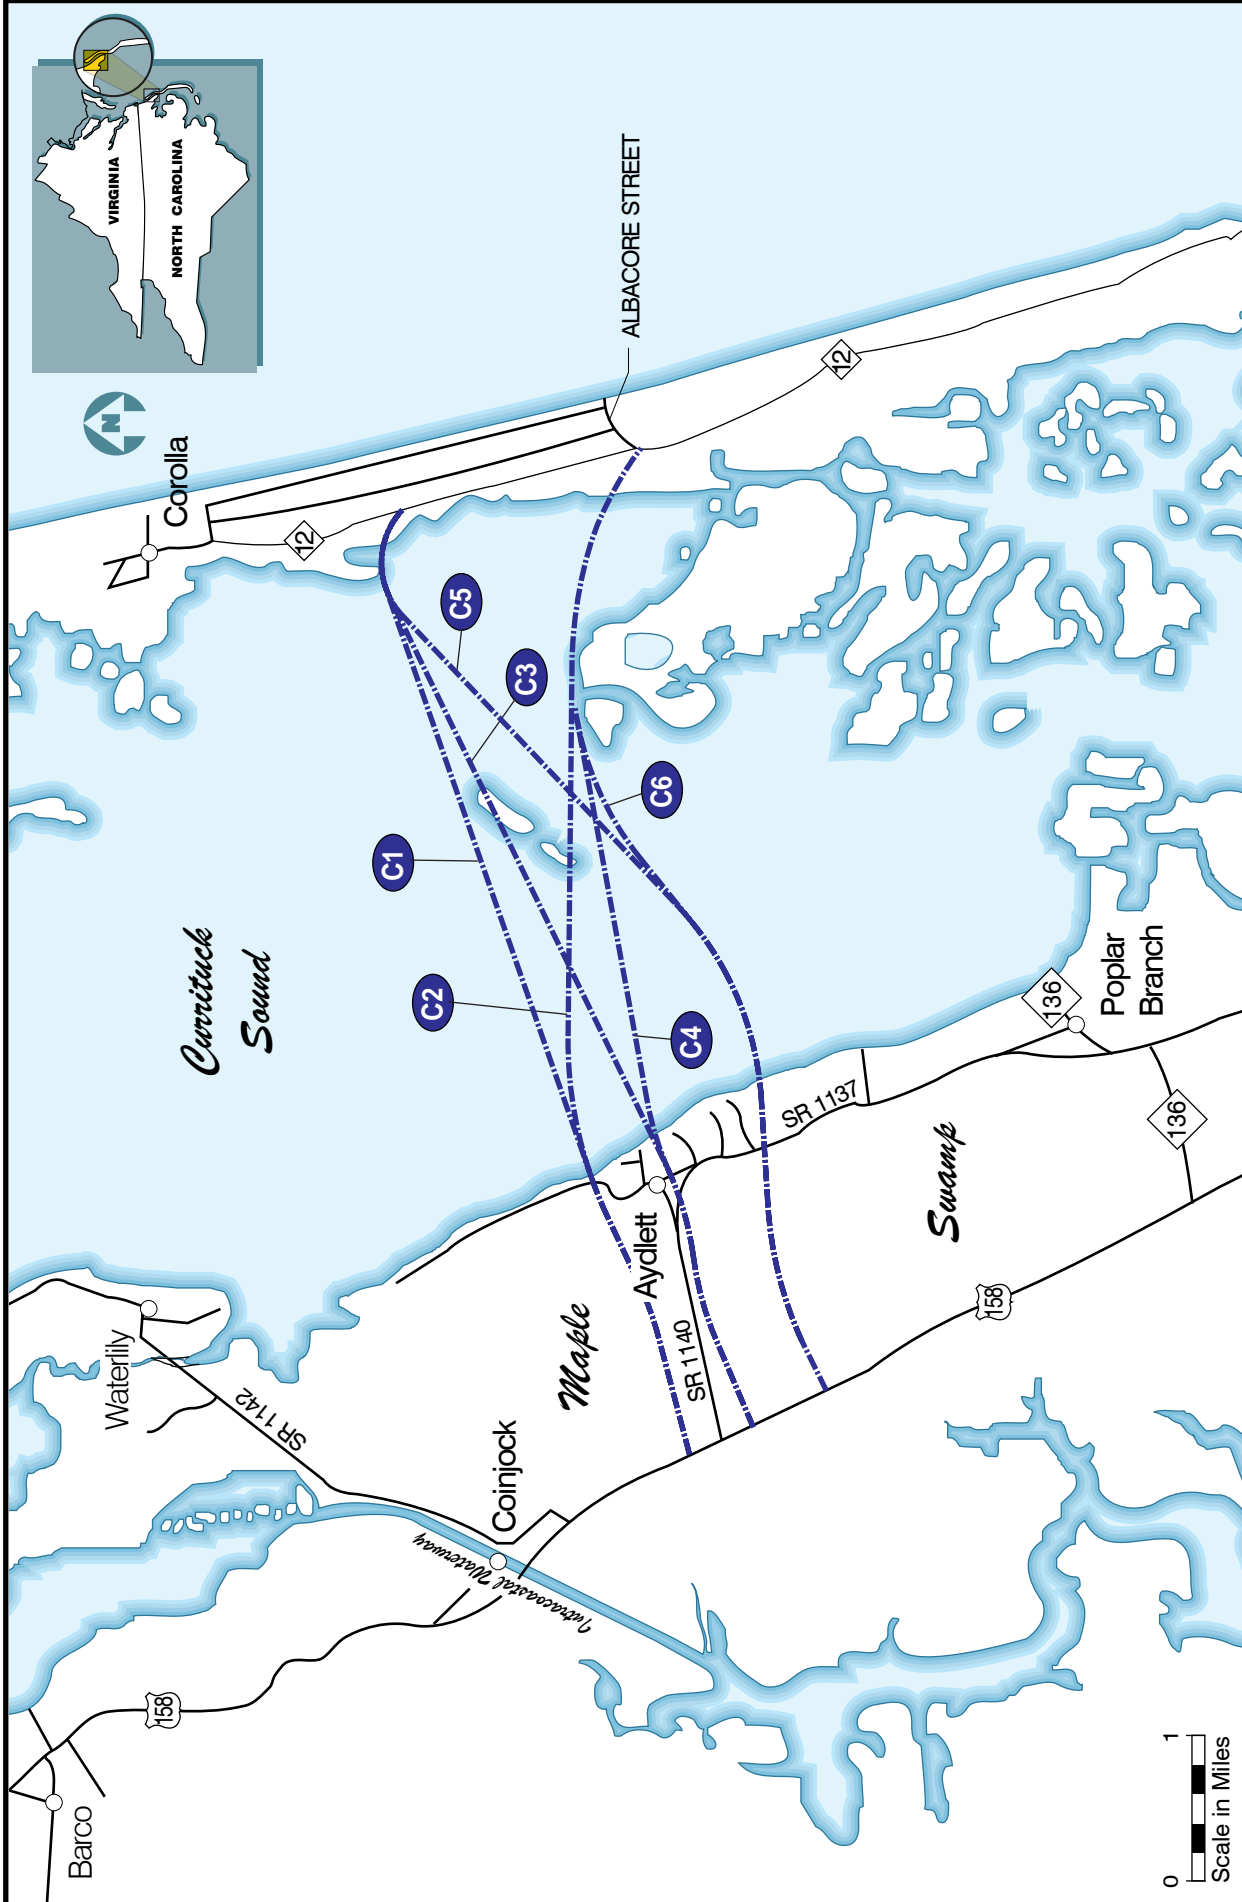 VIRGINIA
NORTH CAROLINA
N
Corolla
12
ALBACORE STREET
12
C5
C3
C6
C1
C2
C4
Currituck
Sound
136
Poplar
Branch
SR 1137
136
Swamp
158
Aydlett
Maple
SR 1140
Waterlily
SR 1142
Coinjock
Intracoastal Waterway
158
Barco
0 1
Scale in Miles